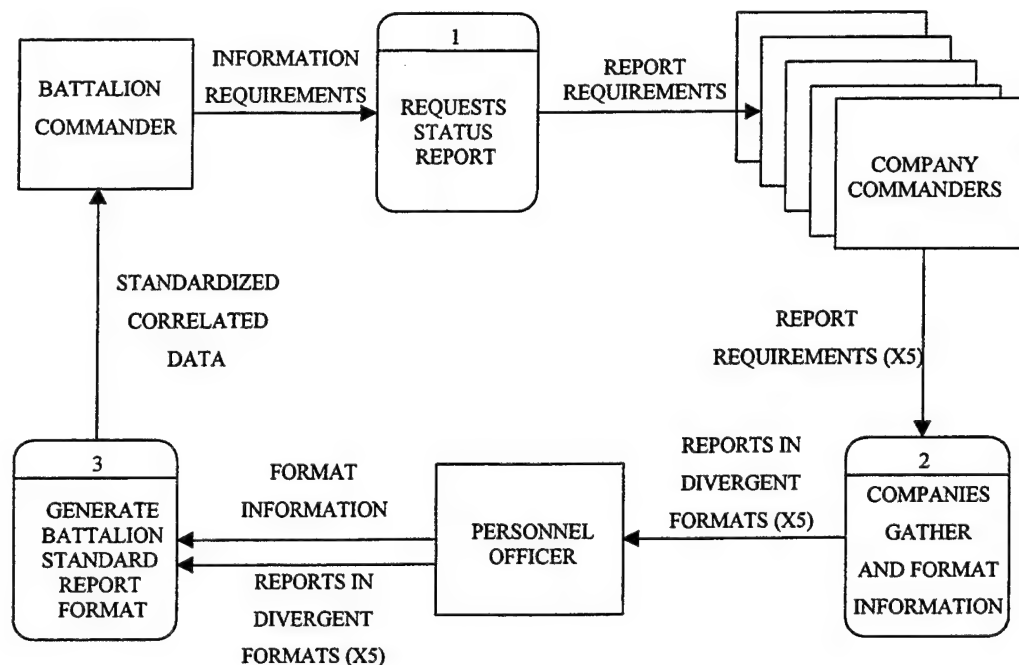 BATTALION
COMMANDER
INFORMATION
REQUIREMENTS
1
REQUESTS
STATUS
REPORT
REPORT
REQUIREMENTS
COMPANY
COMMANDERS
STANDARDIZED
CORRELATED
DATA
REPORT
REQUIREMENTS (X5)
3
GENERATE
BATTALION
STANDARD
REPORT
FORMAT
FORMAT
INFORMATION
REPORTS IN
DIVERGENT
FORMATS (X5)
PERSONNEL
OFFICER
REPORTS IN
DIVERGENT
FORMATS (X5)
2
COMPANIES
GATHER
AND FORMAT
INFORMATION